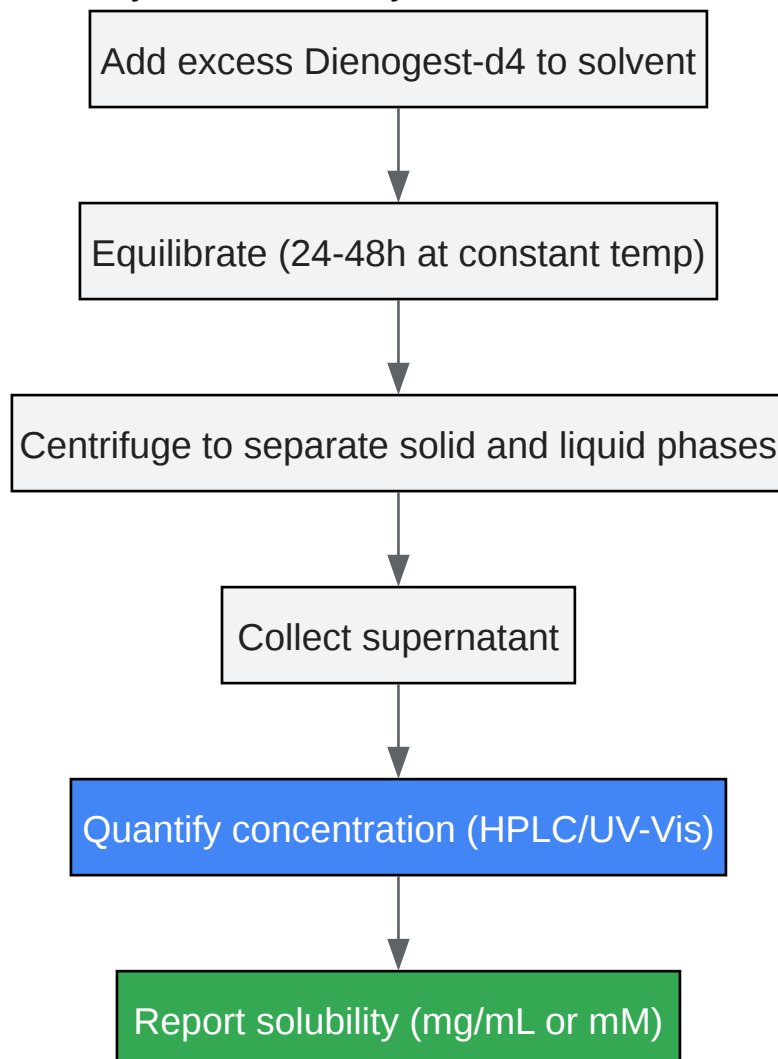 Add excess Dienogest-d4 to solvent
Equilibrate (24-48h at constant temp)
Centrifuge to separate solid and liquid phases
Collect supernatant
Quantify concentration (HPLC/UV-Vis)
Report solubility (mg/mL or mM)